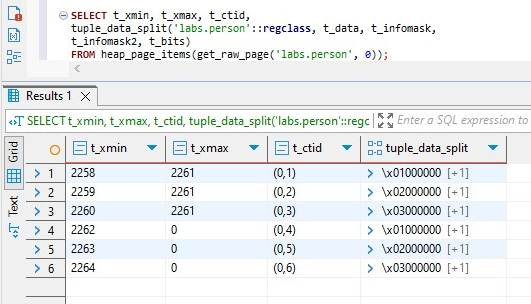 SELECT t_xmin, t_xmax, t_ctid,
tuple_data_split('labs.person'::regclass, t_data, t_infomask,
t_infomask2, t_bits)
FROM heap_page_items(get_raw_page('labs.person', 0));
Results 1
SELECT t_xmin, t_xmax, t_ctid, tuple_data_split('labs.person'::regc
Enter a SQL expression to
Grid
Text
t_xmin t_xmax t_ctid tuple_data_split
1 2258 2261 (0,1) \x01000000 [+1]
2 2259 2261 (0,2) \x02000000 [+1]
3 2260 2261 (0,3) \x03000000 [+1]
4 2262 0 (0,4) \x01000000 [+1]
5 2263 0 (0,5) \x02000000 [+1]
6 2264 0 (0,6) \x03000000 [+1]